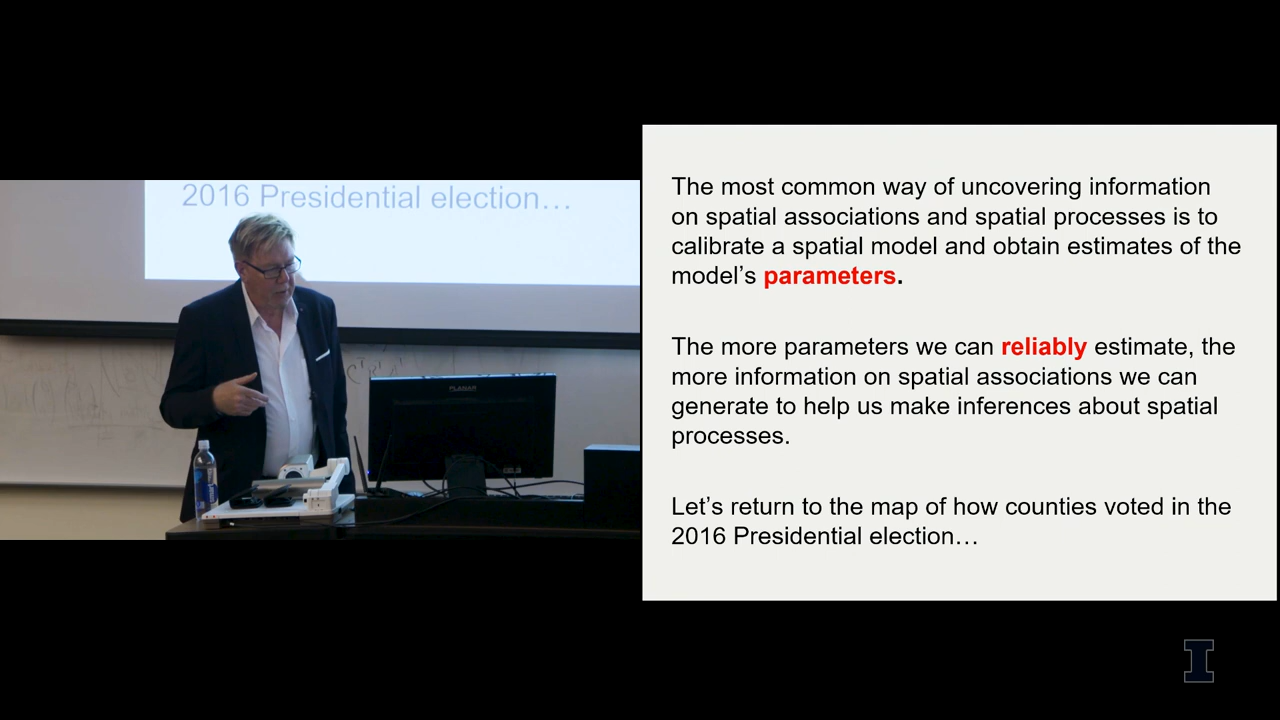 2016 Presidential election…
PLANAR
The most common way of uncovering information
on spatial associations and spatial processes is to
calibrate a spatial model and obtain estimates of the
model’s parameters.
The more parameters we can reliably estimate, the
more information on spatial associations we can
generate to help us make inferences about spatial
processes.
Let’s return to the map of how counties voted in the
2016 Presidential election…
I